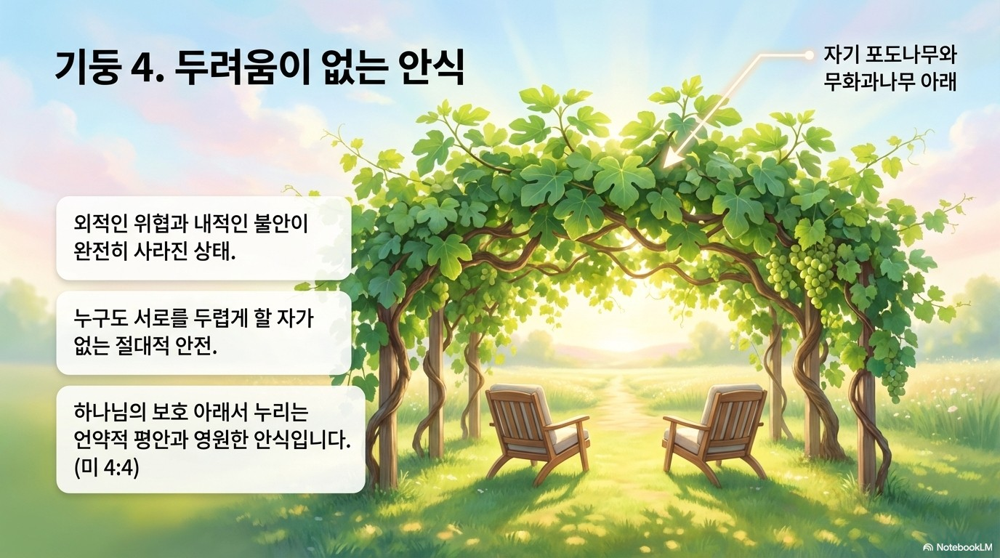 기둥 4. 두려움이 없는 안식
자기 포도나무와
무화과나무 아래
외적인 위협과 내적인 불안이
완전히 사라진 상태.
누구도 서로를 두렵게 할 자가
없는 절대적 안전.
하나님의 보호 아래서 누리는
언약적 평안과 영원한 안식입니다.
(미 4:4)
NotebookLM